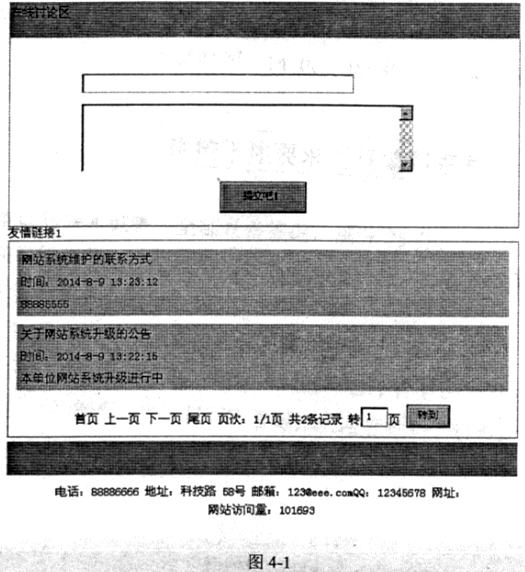 在线讨论区
提交吧!
友情链接1
网站系统维护的联系方式
时间：2014-8-9 13:23:12
88885555
关于网站系统升级的公告
时间：2014-8-9 13:22:15
本单位网站系统升级进行中
首页 上一页 下一页 尾页 页次：1/1页 共2条记录 转 1 页 转到
电话：88886666 地址：科技路 58号 邮箱：123@eee.comQQ：12345678 网址：
网站访问量：101693
图 4-1